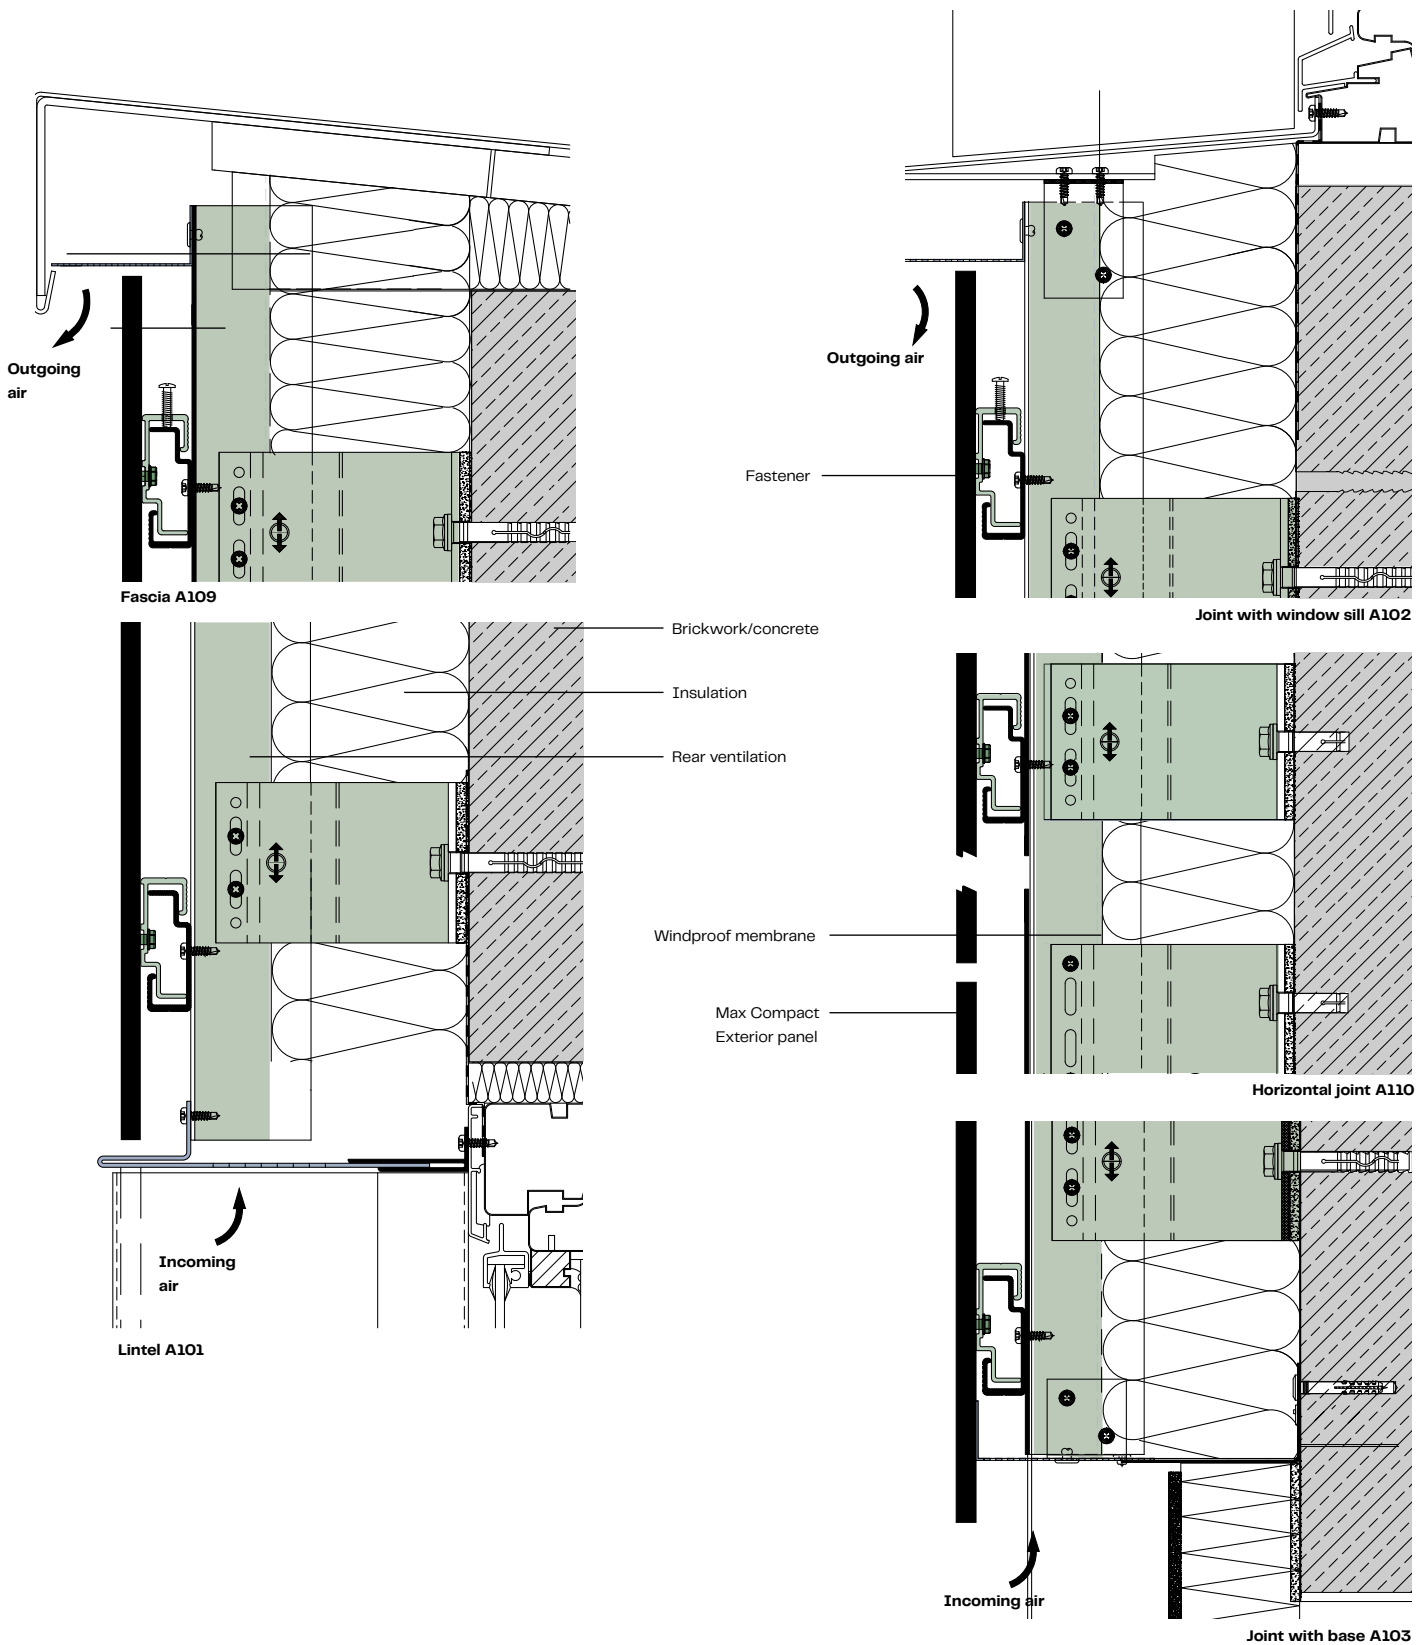 Outgoing
air
Fascia A109
Outgoing air
Fastener
Joint with window sill A102
Brickwork/concrete
Insulation
Rear ventilation
Windproof membrane
Max Compact
Exterior panel
Horizontal joint A110
Incoming
air
Lintel A101
Incoming air
Joint with base A103